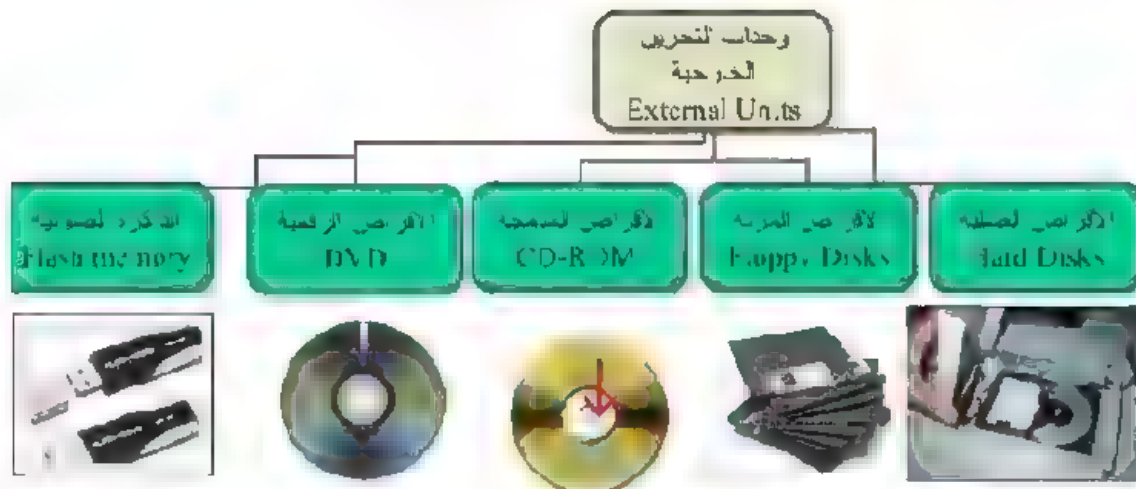 وحدات التخزين
الخارجية
External Units
الأقراص الصلبة
Hard Disks
الأقراص المرنة
Floppy Disks
الأقراص المدمجة
CD-ROM
الأقراص الرقمية
DVD
الذاكرة الضوئية
Flash memory